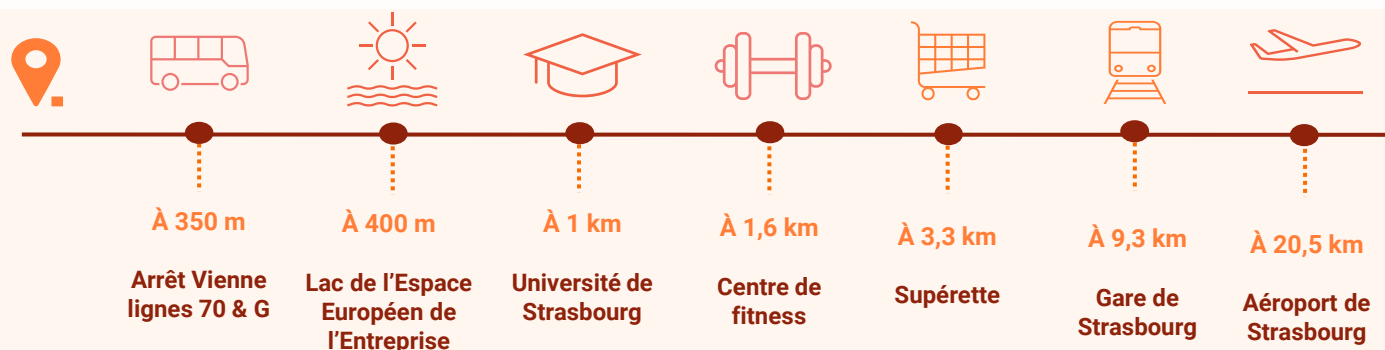 À 350 m
Arrêt Vienne
lignes 70 & G
À 400 m
Lac de l’Espace
Européen de
l’Entreprise
À 1 km
Université de
Strasbourg
À 1,6 km
Centre de
fitness
À 3,3 km
Supérette
À 9,3 km
Gare de
Strasbourg
À 20,5 km
Aéroport de
Strasbourg